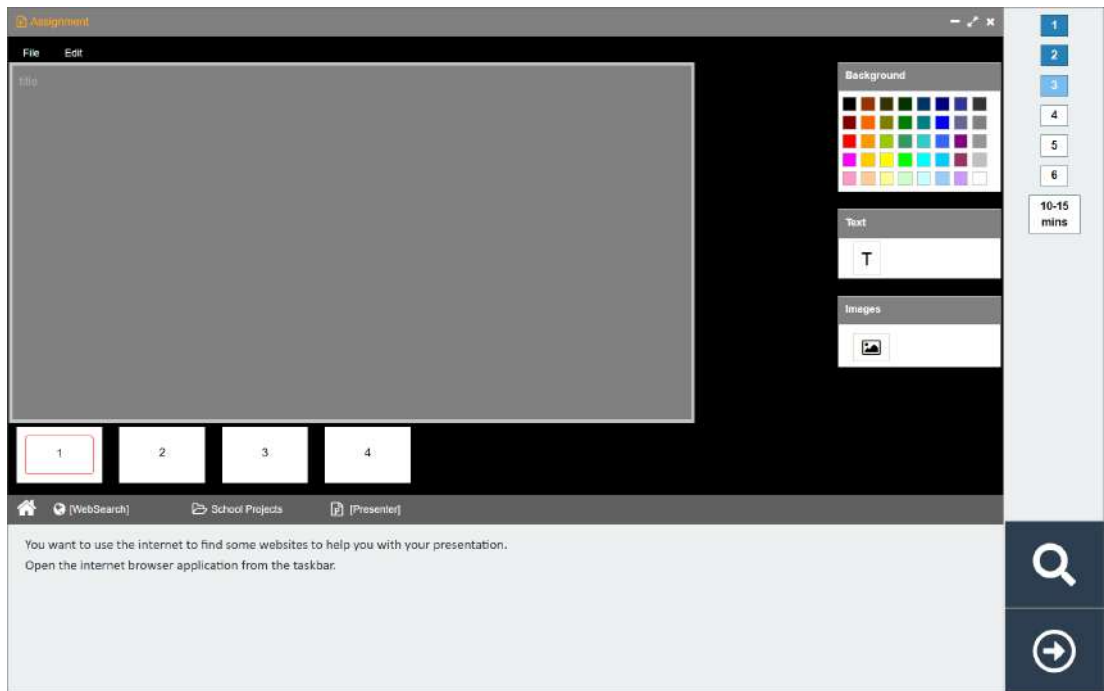 Assignment
File Edit
title
Background
Text
T
Images
1 2 3 4
[WebSearch] School Projects [Presenter]
You want to use the internet to find some websites to help you with your presentation.
Open the internet browser application from the taskbar.
1
2
3
4
5
6
10-15
mins